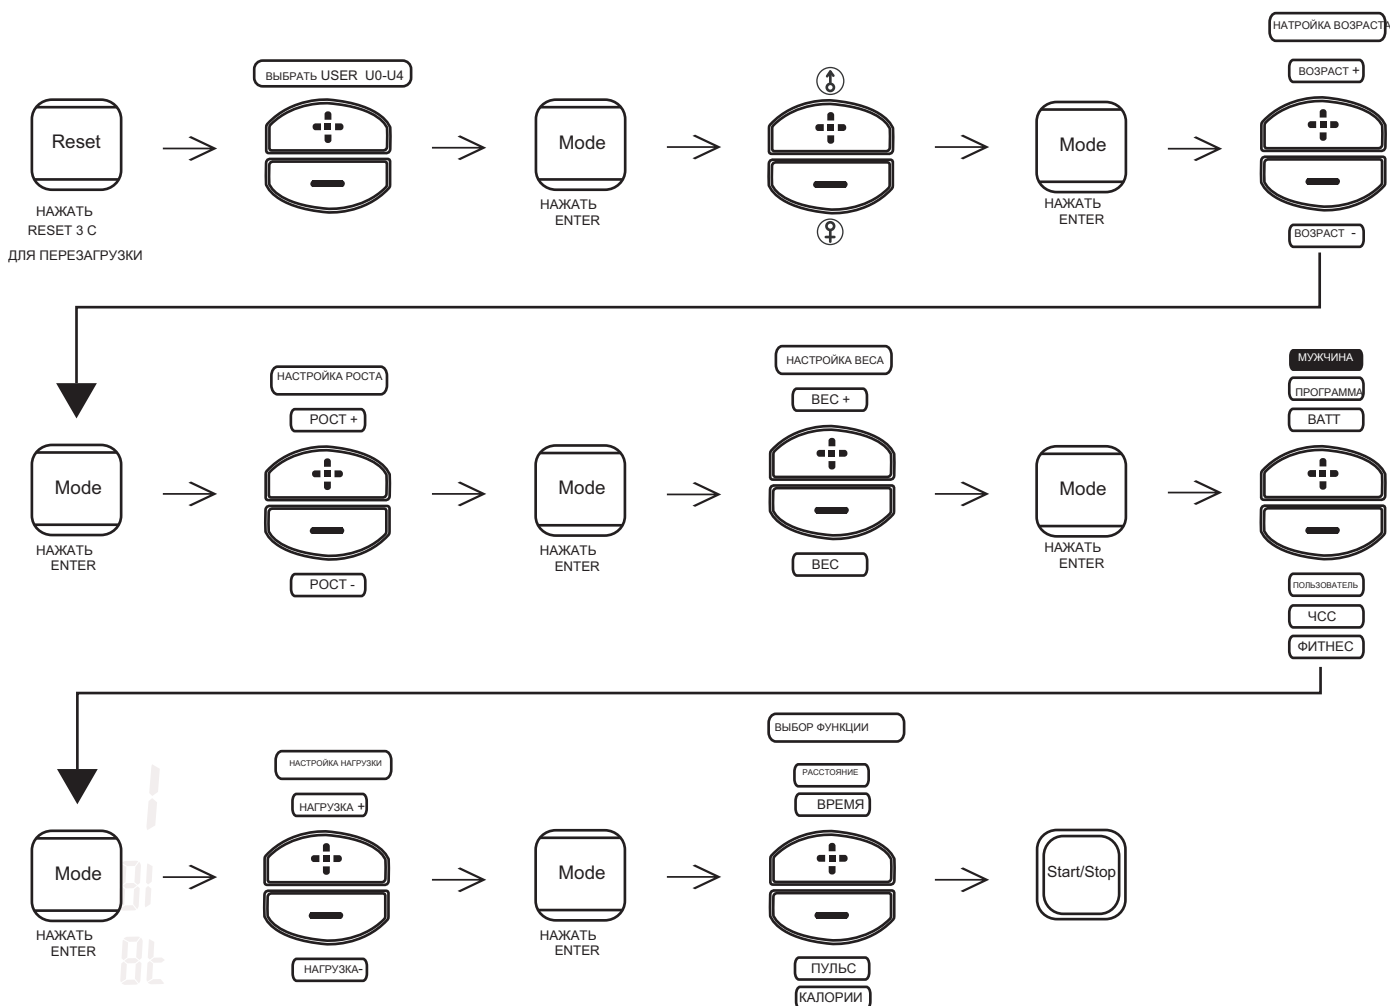 НАТРОЙКА ВОЗРАСТА
ВЫБРАТЬ USER U0-U4
ВОЗРАСТ +
Reset
Mode
Mode
НАЖАТЬ
RESET 3 С
ДЛЯ ПЕРЕЗАГРУЗКИ
НАЖАТЬ
ENTER
НАЖАТЬ
ENTER
ВОЗРАСТ -
НАСТРОЙКА РОСТА
РОСТ +
НАСТРОЙКА ВЕСА
ВЕС +
МУЖЧИНА
ПРОГРАММА
ВАТТ
Mode
Mode
Mode
НАЖАТЬ
ENTER
РОСТ -
НАЖАТЬ
ENTER
ВЕС
НАЖАТЬ
ENTER
ПОЛЬЗОВАТЕЛЬ
ЧСС
ФИТНЕС
НАСТРОЙКА НАГРУЗКИ
НАГРУЗКА +
ВЫБОР ФУНКЦИИ
РАССТОЯНИЕ
ВРЕМЯ
Mode
Mode
Start/Stop
НАЖАТЬ
ENTER
НАГРУЗКА-
НАЖАТЬ
ENTER
ПУЛЬС
КАЛОРИИ